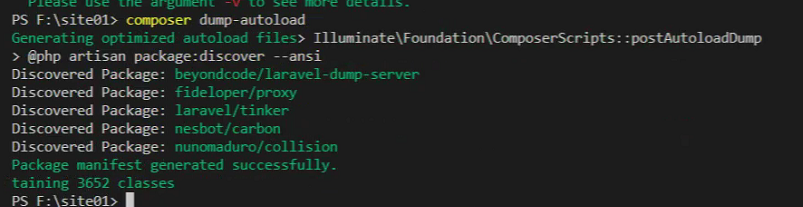 Please use the argument -v to see more details.
PS F:\site01> composer dump-autoload
Generating optimized autoload files> Illuminate\Foundation\ComposerScripts::postAutoloadDump
> @php artisan package:discover --ansi
Discovered Package: beyondcode/laravel-dump-server
Discovered Package: fideloper/proxy
Discovered Package: laravel/tinker
Discovered Package: nesbot/carbon
Discovered Package: nunomaduro/collision
Package manifest generated successfully.
taining 3652 classes
PS F:\site01>